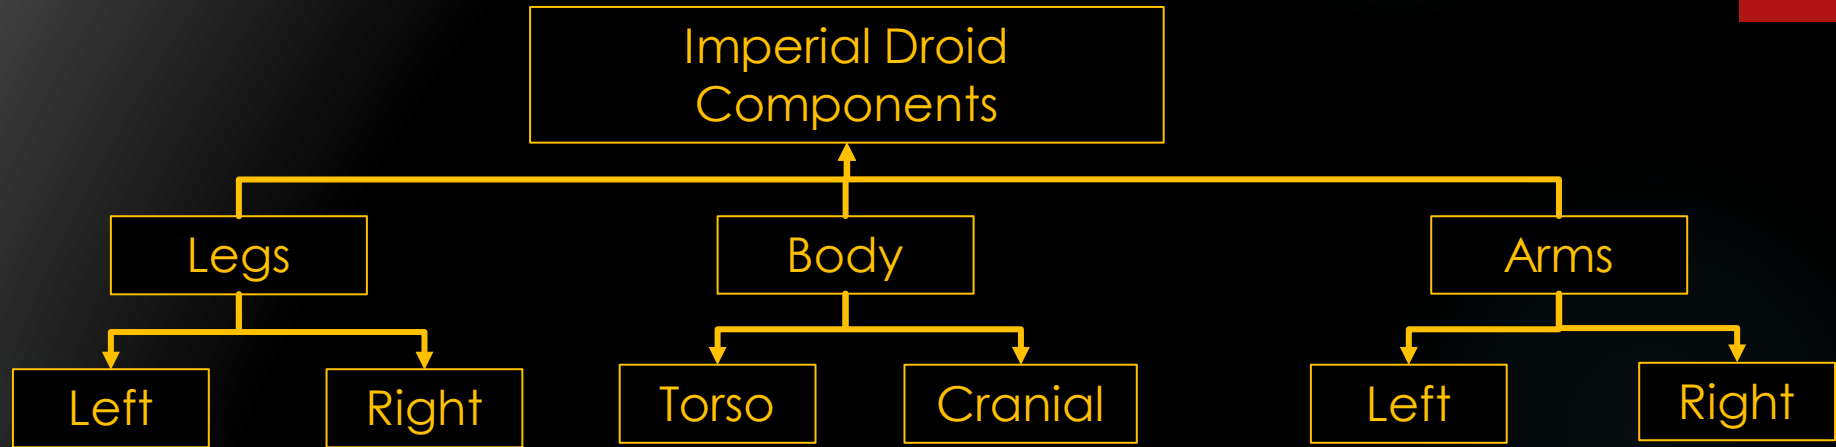 Imperial Droid
Components
Legs
Body
Arms
Left
Right
Torso
Cranial
Left
Right